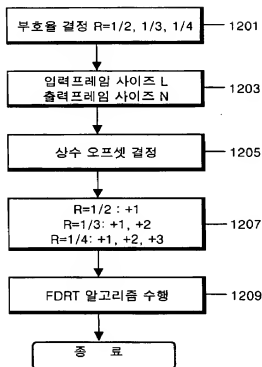 부호율 결정 R=1/2, 1/3, 1/4
1201
입력프레임 사이즈 L
출력프레임 사이즈 N
1203
상수 오프셋 결정
1205
R=1/2 : +1
R=1/3: +1, +2
R=1/4: +1, +2, +3
1207
FDRT 알고리즘 수행
1209
종 료